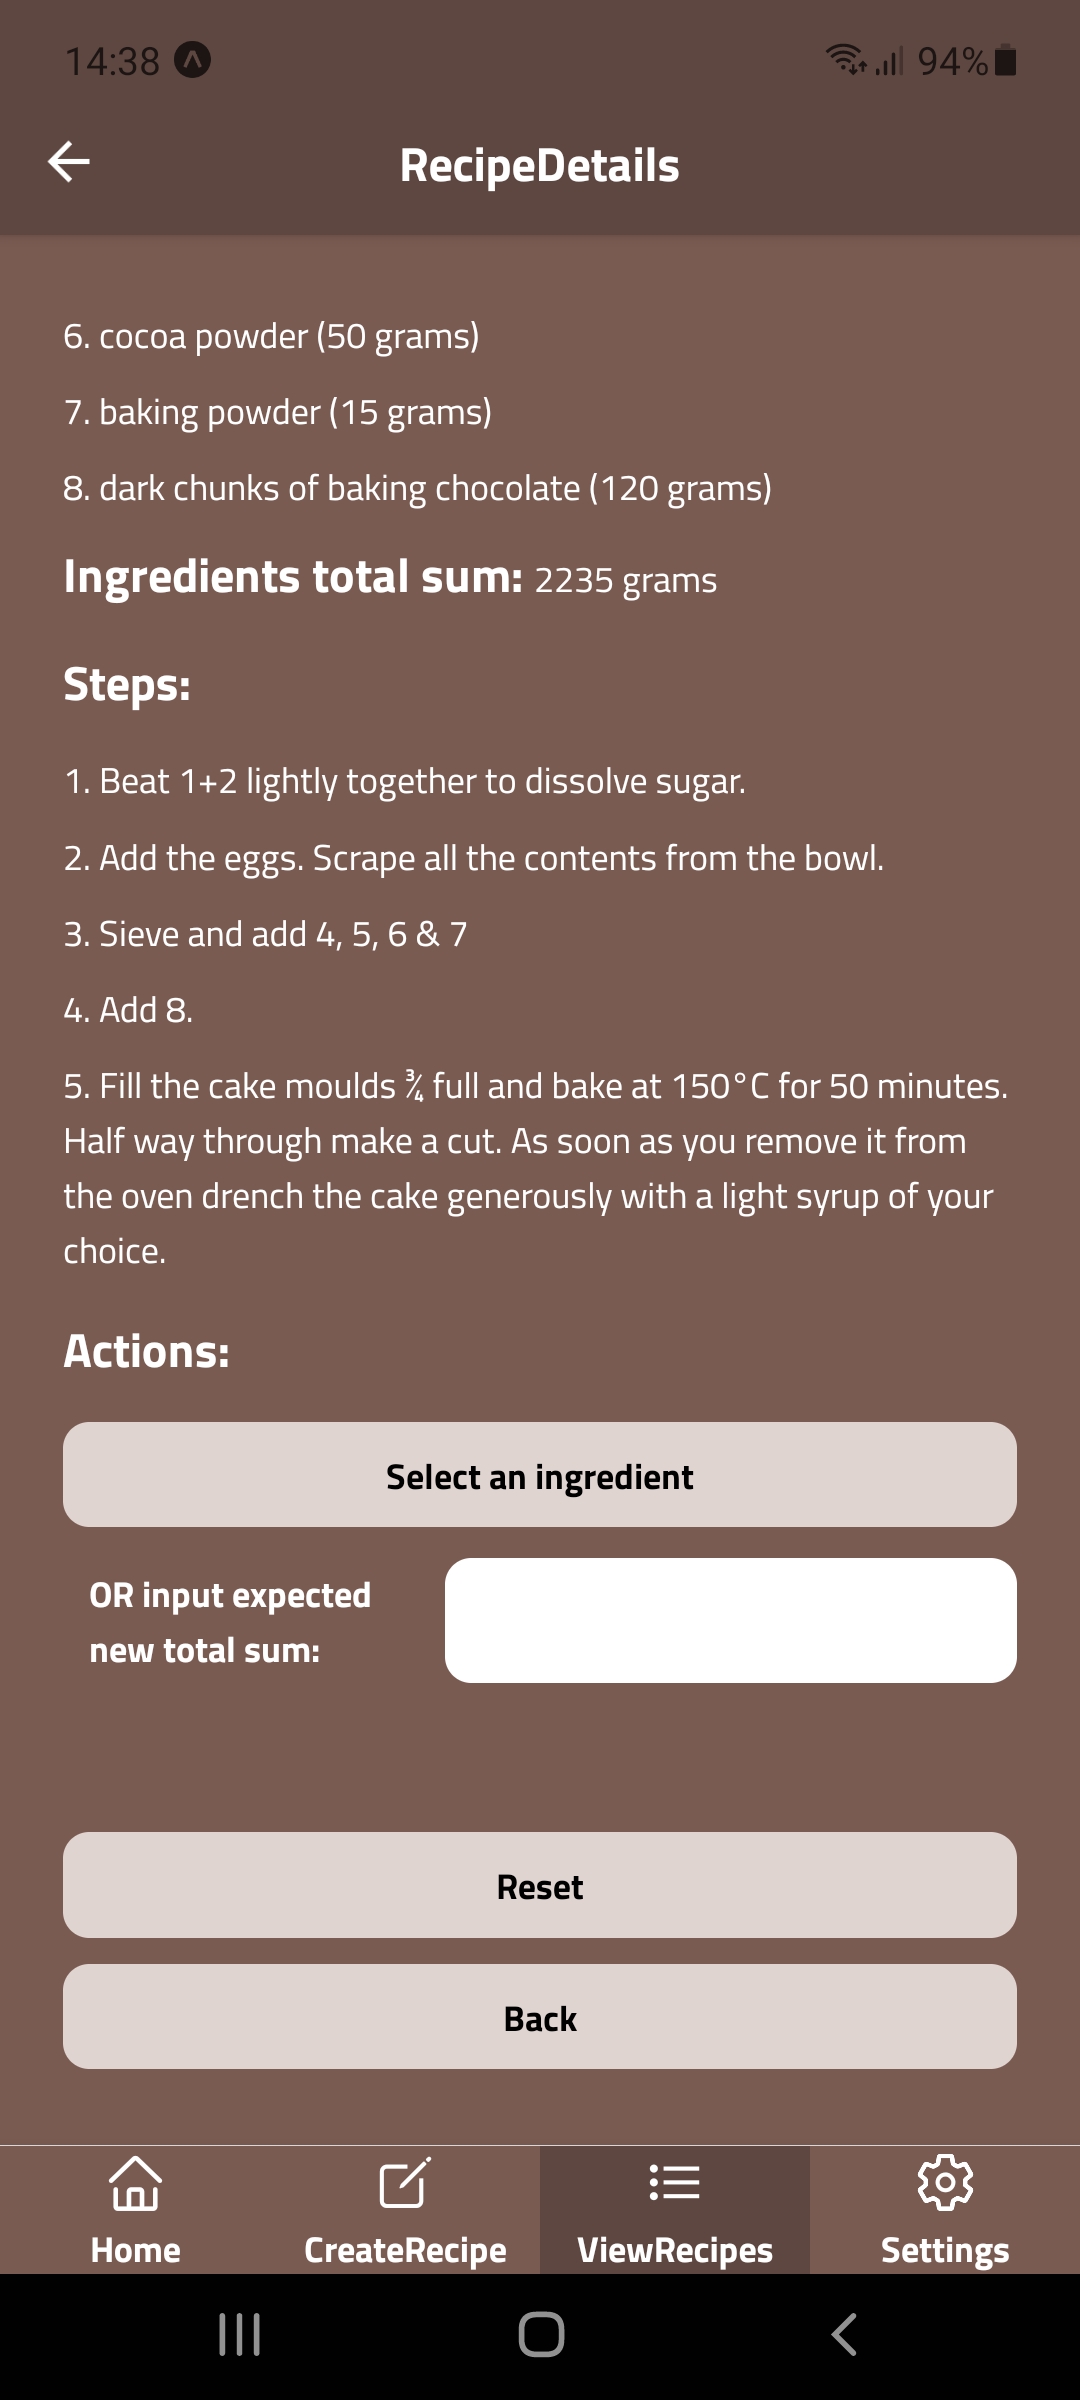 14:38
94%
RecipeDetails
6. cocoa powder (50 grams)
7. baking powder (15 grams)
8. dark chunks of baking chocolate (120 grams)
Ingredients total sum: 2235 grams
Steps:
1. Beat 1+2 lightly together to dissolve sugar.
2. Add the eggs. Scrape all the contents from the bowl.
3. Sieve and add 4, 5, 6 & 7
4. Add 8.
5. Fill the cake moulds ¾ full and bake at 150°C for 50 minutes.
Half way through make a cut. As soon as you remove it from
the oven drench the cake generously with a light syrup of your
choice.
Actions:
Select an ingredient
OR input expected
new total sum:
Reset
Back
Home
CreateRecipe
ViewRecipes
Settings